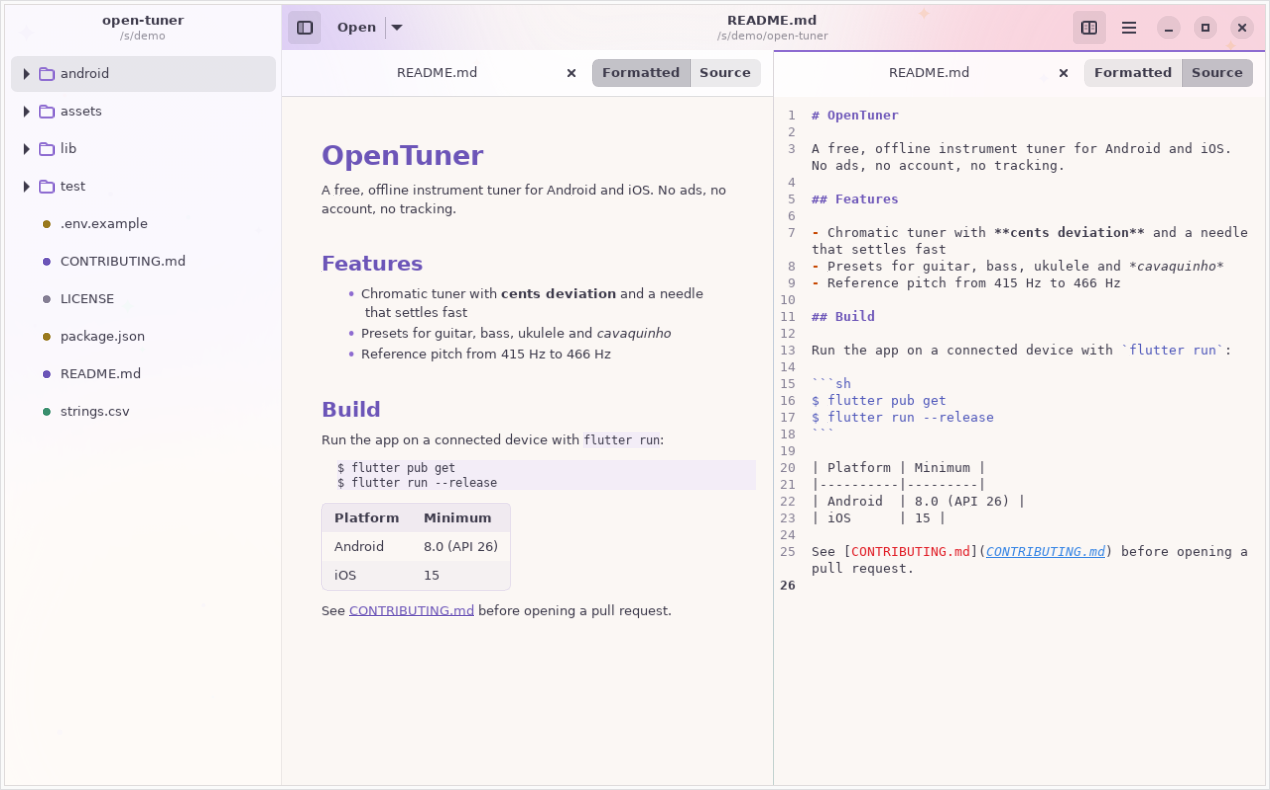 open-tuner
/s/demo
android
assets
lib
test
.env.example
CONTRIBUTING.md
LICENSE
package.json
README.md
strings.csv
Open
README.md
/s/demo/open-tuner
README.md
Formatted
Source
OpenTuner
A free, offline instrument tuner for Android and iOS. No ads, no
account, no tracking.
Features
• Chromatic tuner with cents deviation and a needle
that settles fast
• Presets for guitar, bass, ukulele and cavaquinho
• Reference pitch from 415 Hz to 466 Hz
Build
Run the app on a connected device with flutter run:
$ flutter pub get
$ flutter run --release
Platform Minimum
Android 8.0 (API 26)
iOS 15
See CONTRIBUTING.md before opening a pull request.
README.md
Formatted
Source
1 # OpenTuner
2
3 A free, offline instrument tuner for Android and iOS.
No ads, no account, no tracking.
4
5 ## Features
6
7 - Chromatic tuner with **cents deviation** and a needle
that settles fast
8 - Presets for guitar, bass, ukulele and *cavaquinho*
9 - Reference pitch from 415 Hz to 466 Hz
10
11 ## Build
12
13 Run the app on a connected device with `flutter run`:
14
15 ```sh
16 $ flutter pub get
17 $ flutter run --release
18 ```
19
20 | Platform | Minimum |
21 |----------|---------|
22 | Android  | 8.0 (API 26) |
23 | iOS      | 15 |
24
25 See [CONTRIBUTING.md](CONTRIBUTING.md) before opening a
pull request.
26